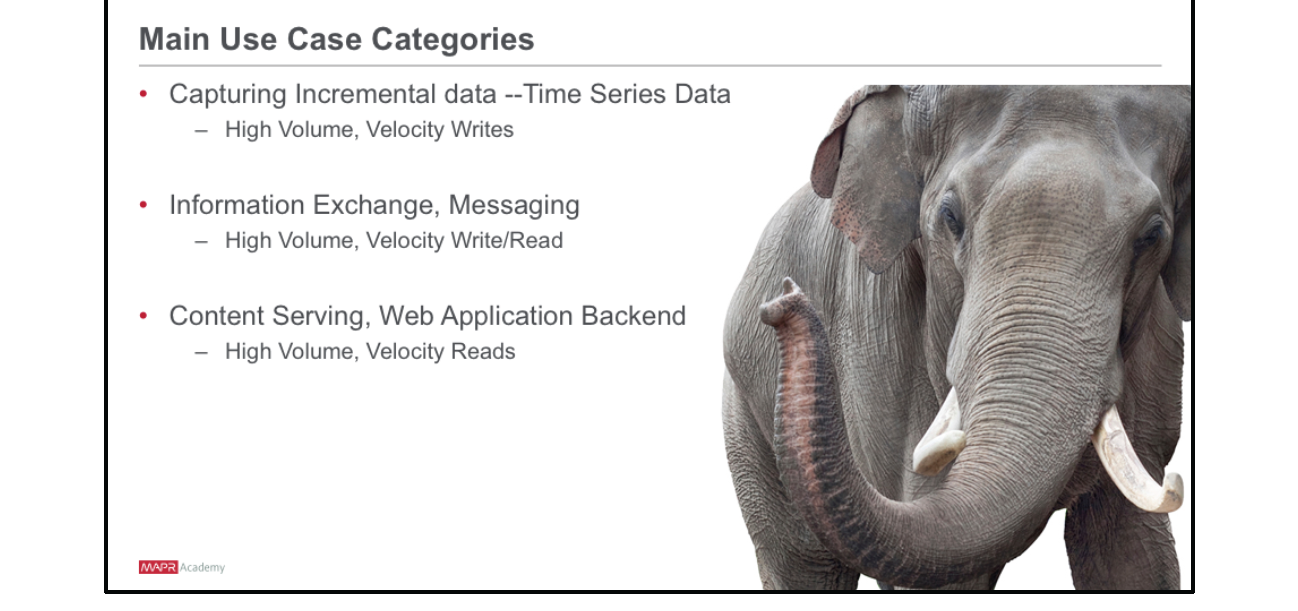 Main Use Case Categories
• Capturing Incremental data --Time Series Data
– High Volume, Velocity Writes
• Information Exchange, Messaging
– High Volume, Velocity Write/Read
• Content Serving, Web Application Backend
– High Volume, Velocity Reads
MAPR Academy